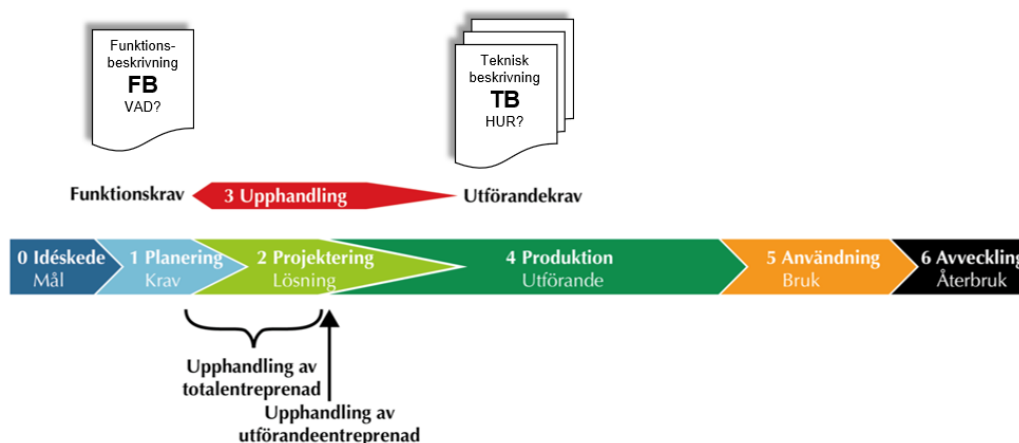 Funktions-
beskrivning
FB
VAD?
Teknisk
beskrivning
TB
HUR?
Funktionskrav
3 Upphandling
Utförandekrav
0 Idéskede
Mål
1 Planering
Krav
2 Projektering
Lösning
4 Produktion
Utförande
5 Användning
Bruk
6 Avveckling
Återbruk
Upphandling av
totalentreprenad
Upphandling av
utförandeentreprenad